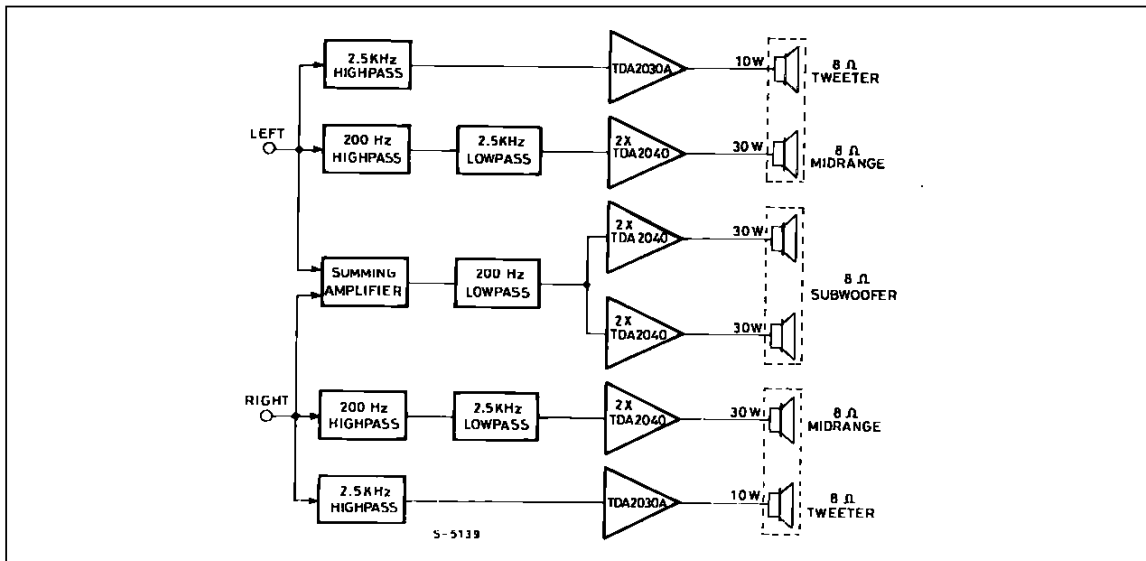 2.5KHz
HIGHPASS
TDA2030A
10W
8 Ω
TWEETER
LEFT
200 Hz
HIGHPASS
2.5KHz
LOWPASS
2X
TDA2040
30W
8 Ω
MIDRANGE
SUMMING
AMPLIFIER
200 Hz
LOWPASS
2X
TDA2040
30W
8 Ω
SUBWOOFER
2X
TDA2040
30W
RIGHT
200 Hz
HIGHPASS
2.5KHz
LOWPASS
2X
TDA2040
30W
8 Ω
MIDRANGE
2.5KHz
HIGHPASS
TDA2030A
10W
8 Ω
TWEETER
S-5139